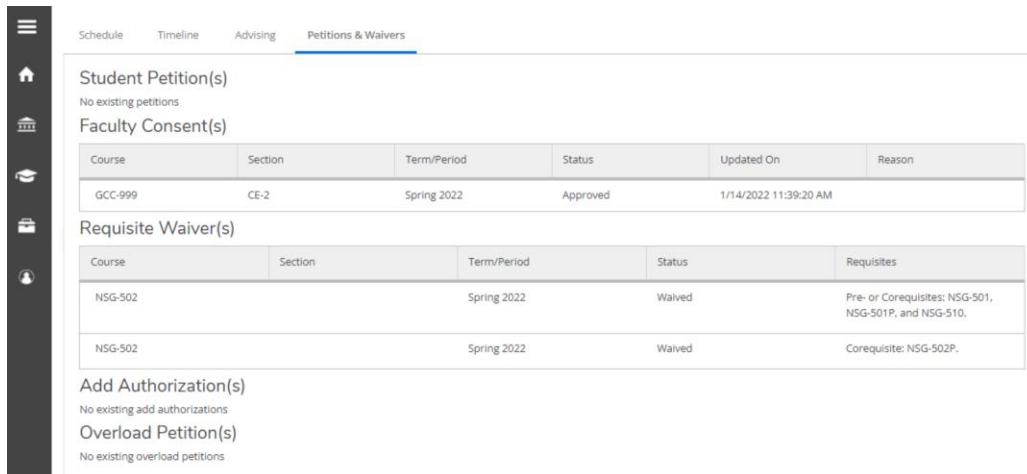 Schedule Timeline Advising Petitions & Waivers
Student Petition(s)
No existing petitions
Faculty Consent(s)
Course Section Term/Period Status Updated On Reason
GCC-999 CE-2 Spring 2022 Approved 1/14/2022 11:39:20 AM
Requisite Waiver(s)
Course Section Term/Period Status Requisites
NSG-502 Spring 2022 Waived Pre- or Corequisites: NSG-501,
NSG-501P, and NSG-510.
NSG-502 Spring 2022 Waived Corequisite: NSG-502P.
Add Authorization(s)
No existing add authorizations
Overload Petition(s)
No existing overload petitions